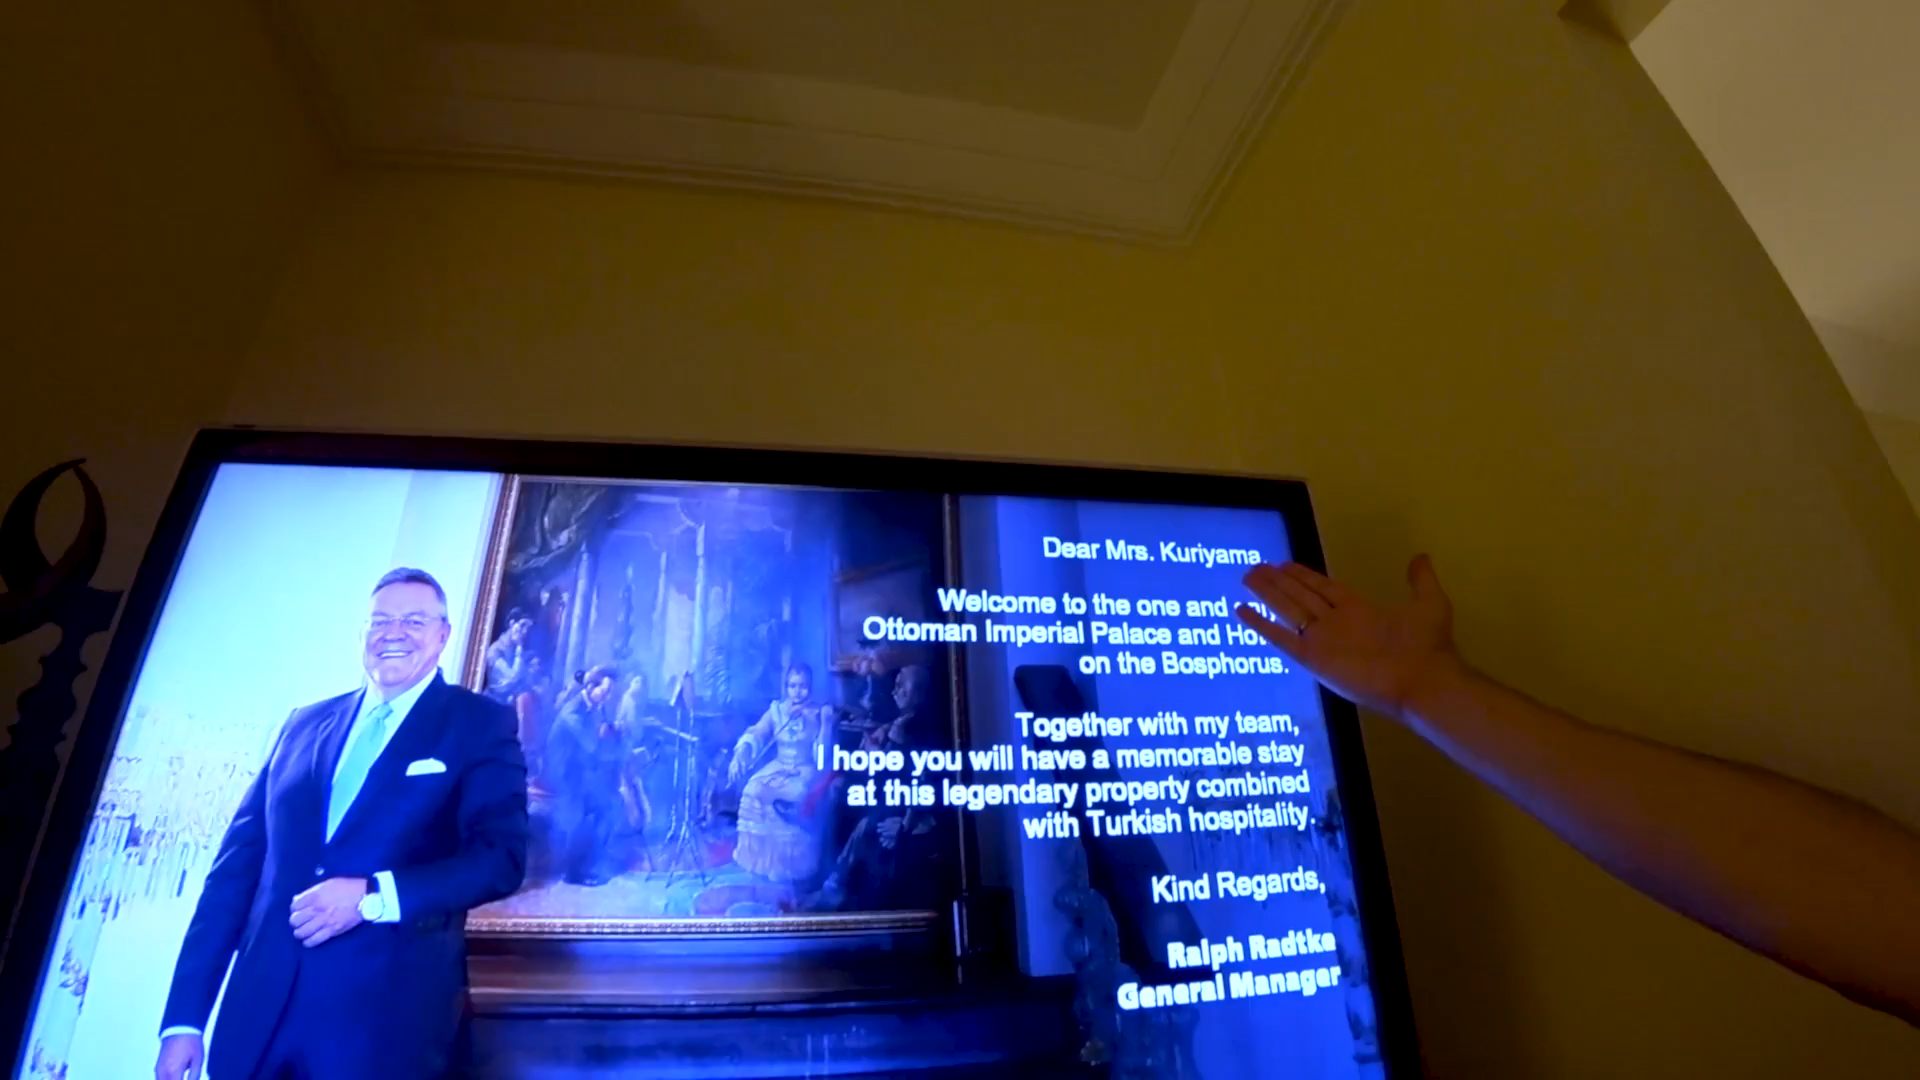 Dear Mrs. Kuriyama,
Welcome to the one and
Ottoman Imperial Palace and
on the Bosphorus.
Together with my team,
I hope you will have a memorable stay
at this legendary property combined
with Turkish hospitality.
Kind Regards,
Ralph Radtke
General Manager